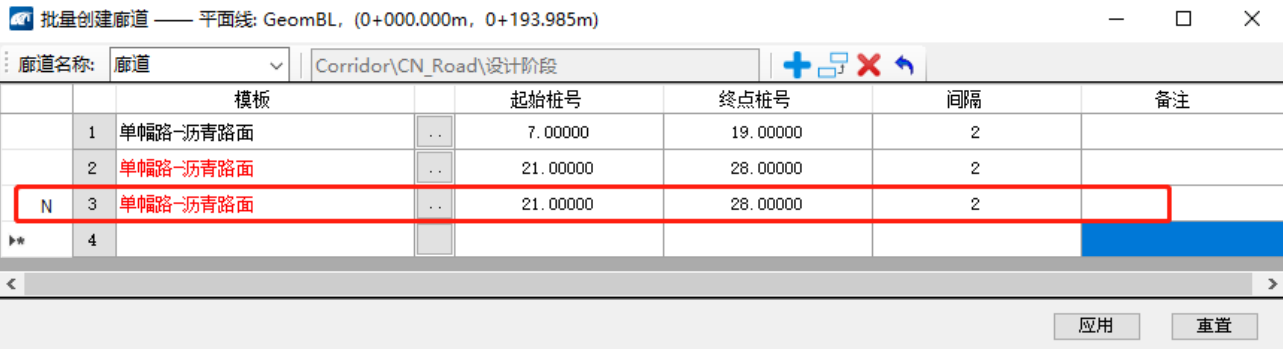 批量创建廊道 —— 平面线: GeomBL, (0+000.000m, 0+193.985m)
廊道名称: 廊道 Corridor\CN_Road\设计阶段
模板 起始桩号 终点桩号 间隔 备注
1 单幅路-沥青路面 .. 7.00000 19.00000 2
2 单幅路-沥青路面 .. 21.00000 28.00000 2
N 3 单幅路-沥青路面 .. 21.00000 28.00000 2
4
应用 重置